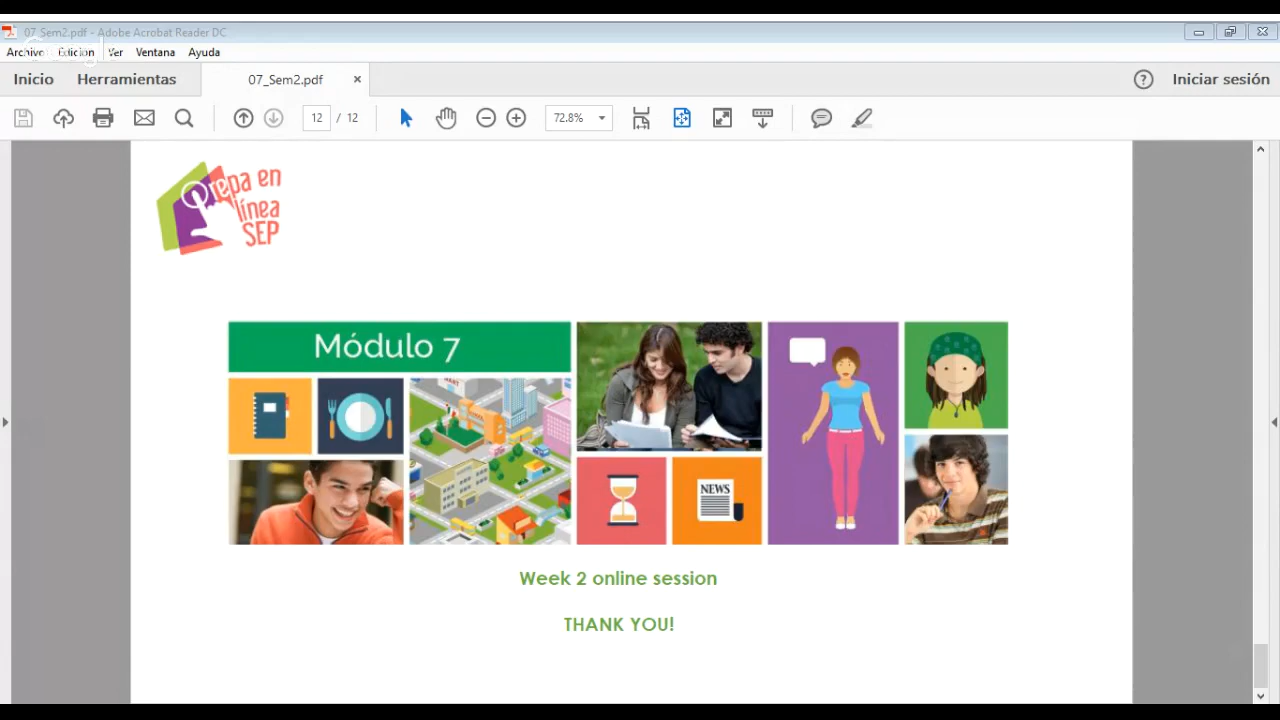 07_Sem2.pdf - Adobe Acrobat Reader DC
Archivo Edición Ver Ventana Ayuda
Inicio Herramientas 07_Sem2.pdf × ? Iniciar sesión
12 / 12 72.8%
Prepa en
línea
SEP
Módulo 7
NEWS
Week 2 online session
THANK YOU!